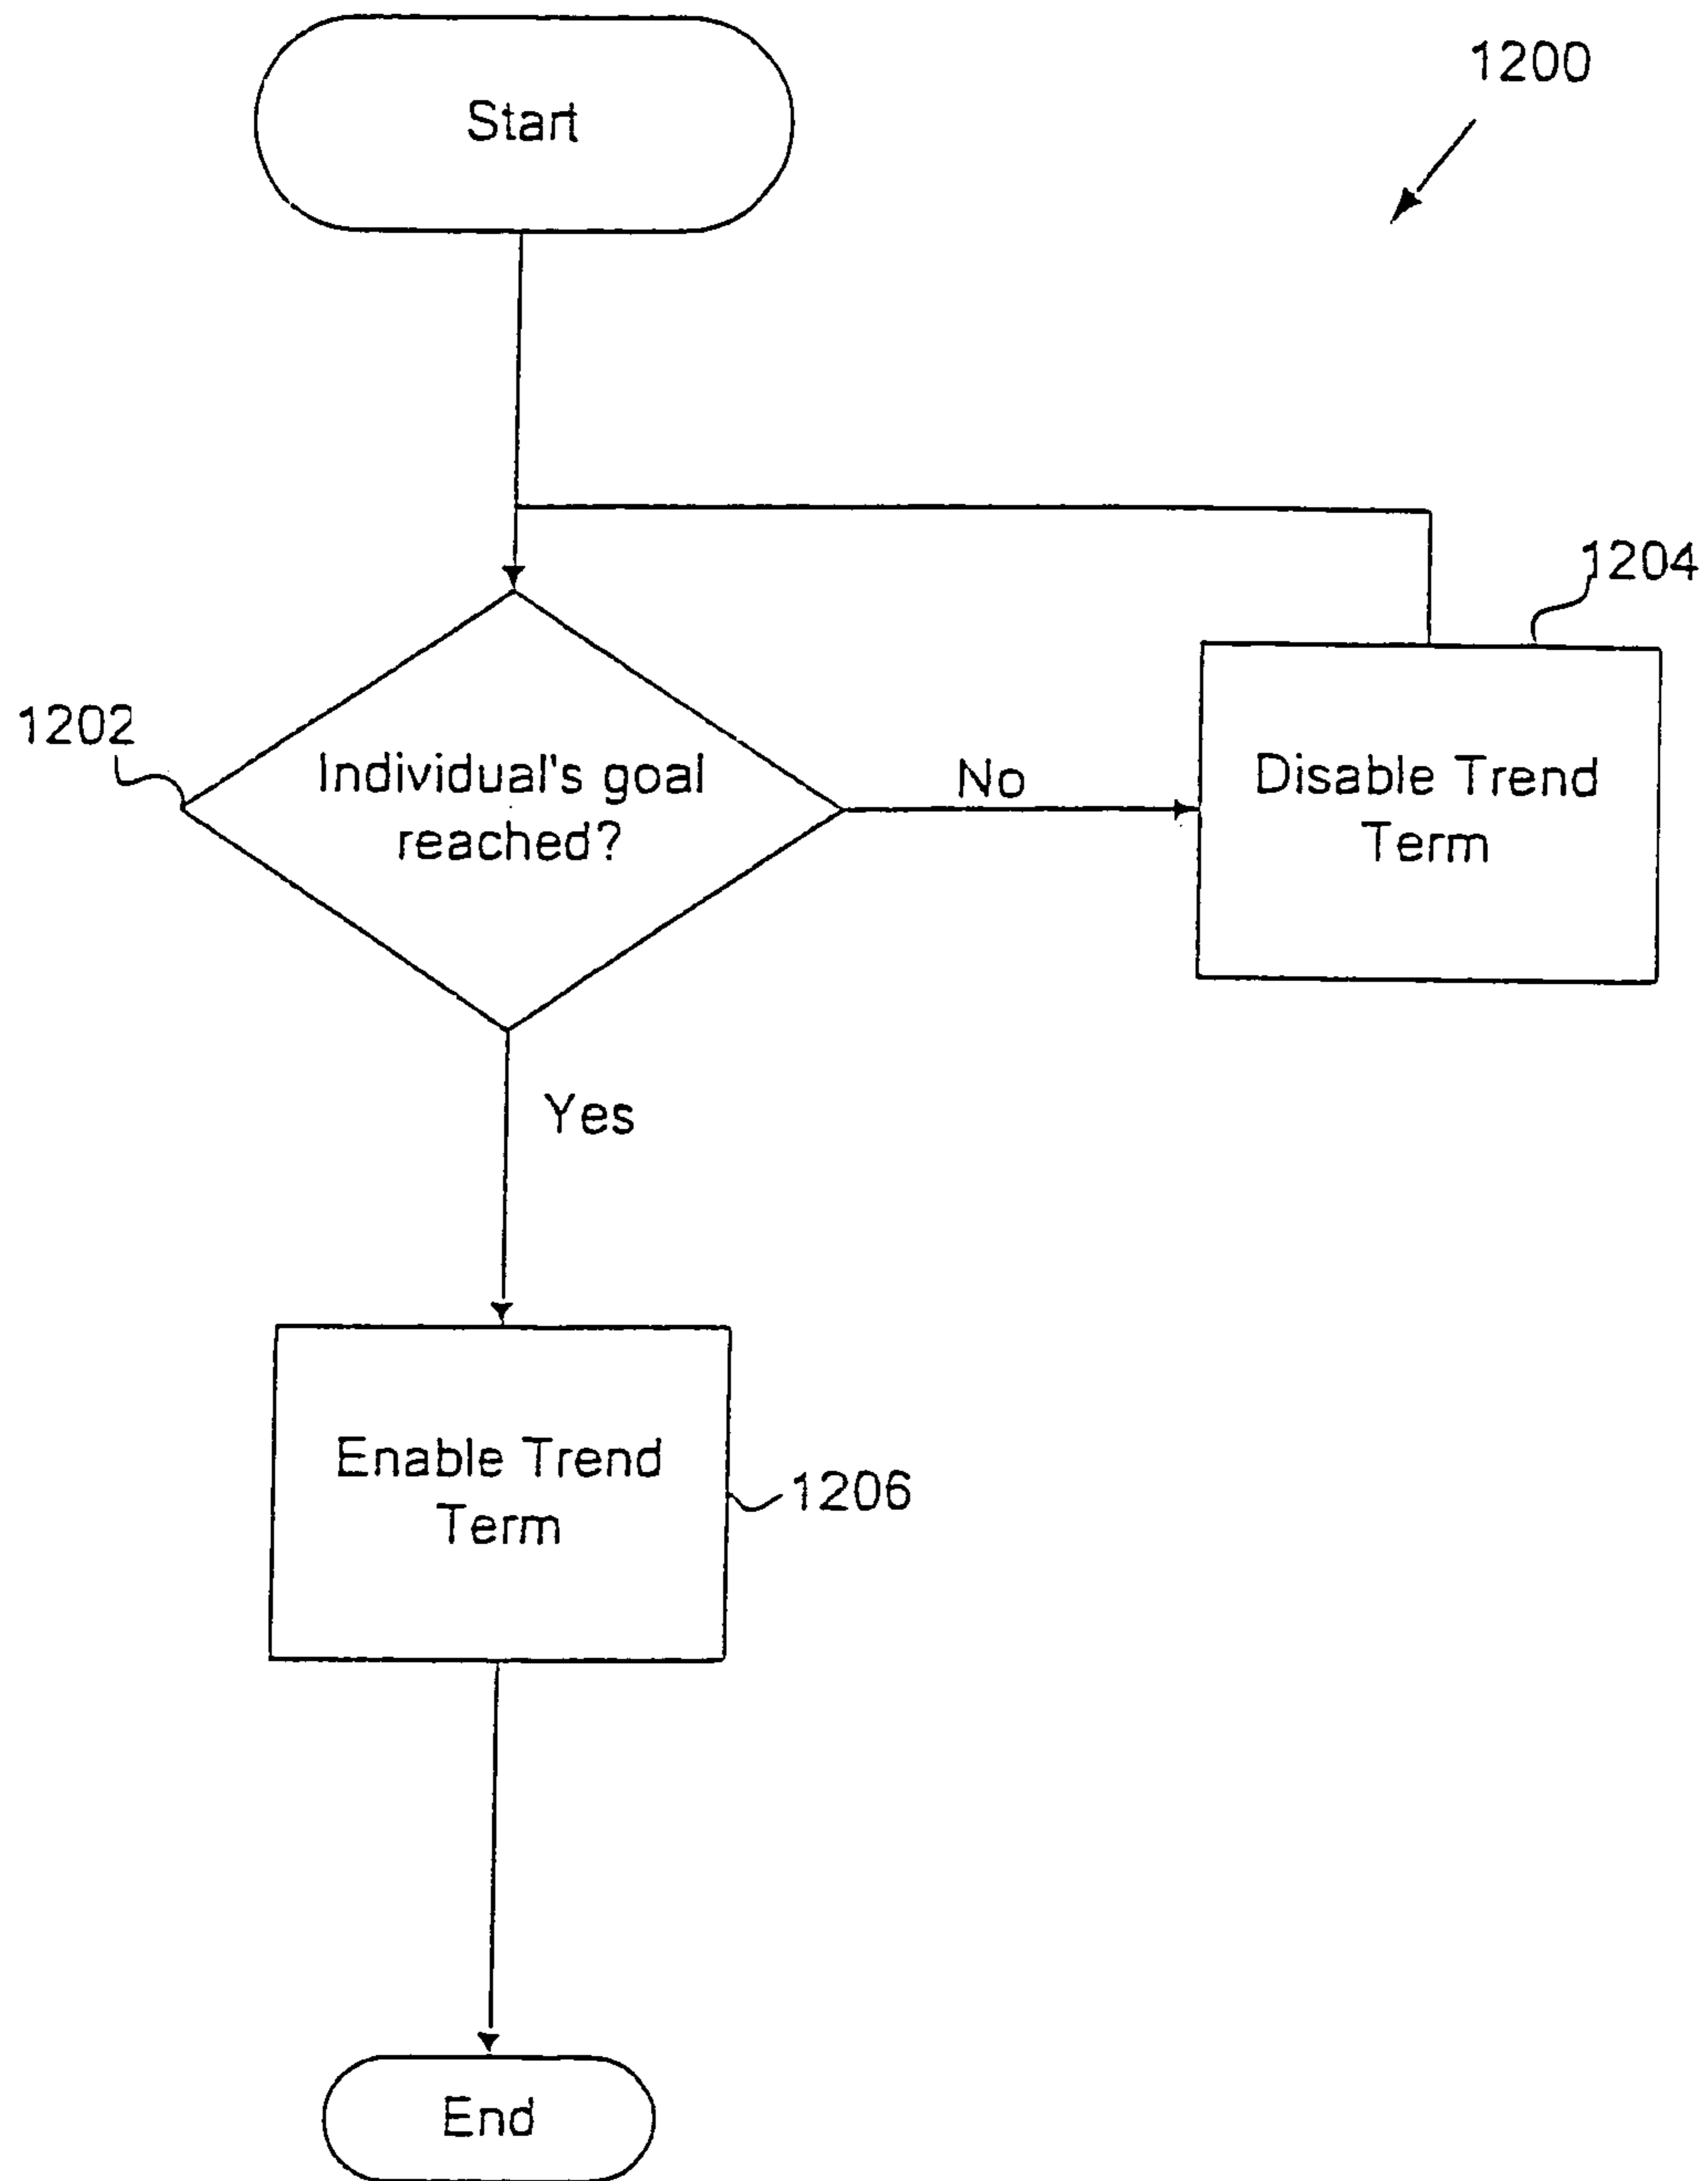 Start
1200
1204
1202
Individual's goal
reached?
No
Disable Trend
Term
Yes
Enable Trend
Term
1206
End